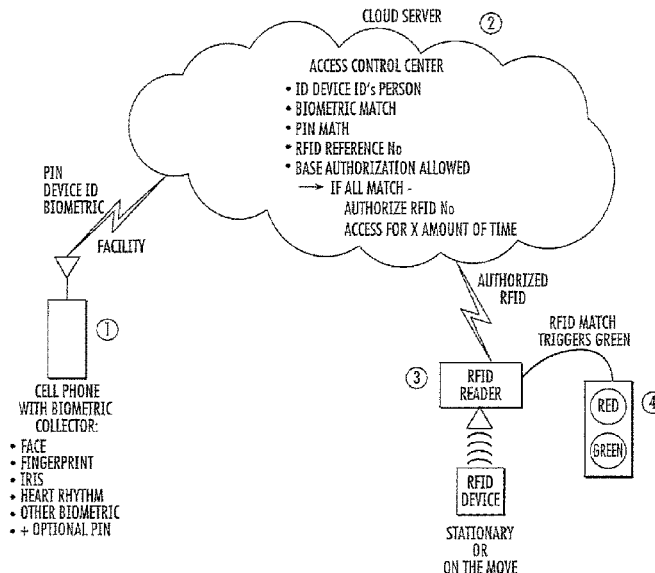 CLOUD SERVER
2
ACCESS CONTROL CENTER
• ID DEVICE ID's PERSON
• BIOMETRIC MATCH
• PIN MATH
• RFID REFERENCE No
• BASE AUTHORIZATION ALLOWED
→ IF ALL MATCH -
AUTHORIZE RFID No
ACCESS FOR X AMOUNT OF TIME
PIN
DEVICE ID
BIOMETRIC
FACILITY
1
CELL PHONE
WITH BIOMETRIC
COLLECTOR:
• FACE
• FINGERPRINT
• IRIS
• HEART RHYTHM
• OTHER BIOMETRIC
• + OPTIONAL PIN
AUTHORIZED
RFID
3
RFID
READER
RFID
DEVICE
STATIONARY
OR
ON THE MOVE
RFID MATCH
TRIGGERS GREEN
4
RED
GREEN